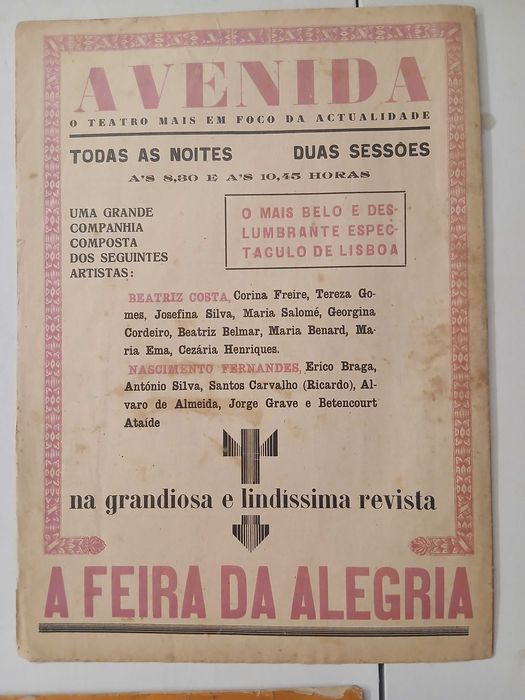 AVENIDA
O TEATRO MAIS EM FOCO DA ACTUALIDADE
TODAS AS NOITES DUAS SESSÕES
A'S 8,30 E A'S 10,45 HORAS
UMA GRANDE
COMPANHIA
COMPOSTA
DOS SEGUINTES
ARTISTAS:
O MAIS BELO E DES-
LUMBRANTE ESPEC-
TACULO DE LISBOA
BEATRIZ COSTA, Corina Freire, Tereza Go-
mes, Josefina Silva, Maria Salomé, Georgina
Cordeiro, Beatriz Belmar, Maria Benard, Ma-
ria Ema, Cezária Henriques.
NASCIMENTO FERNANDES, Erico Braga,
António Silva, Santos Carvalho (Ricardo), Al-
varo de Almeida, Jorge Grave e Betencourt
Ataíde
na grandiosa e lindíssima revista
A FEIRA DA ALEGRIA